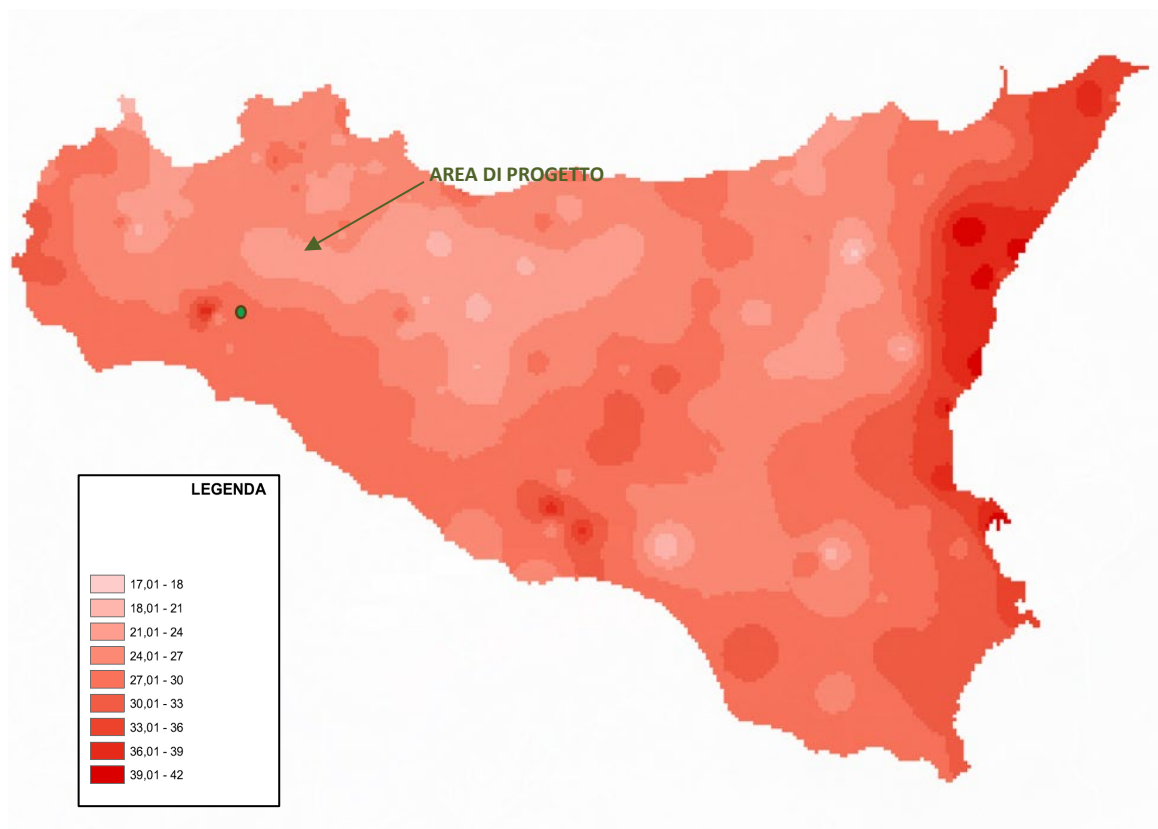 AREA DI PROGETTO
LEGENDA
17,01 - 18
18,01 - 21
21,01 - 24
24,01 - 27
27,01 - 30
30,01 - 33
33,01 - 36
36,01 - 39
39,01 - 42